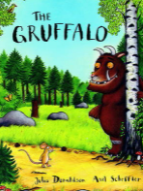 THE
GRUFFALO
Julia Donaldson Axel Scheffler